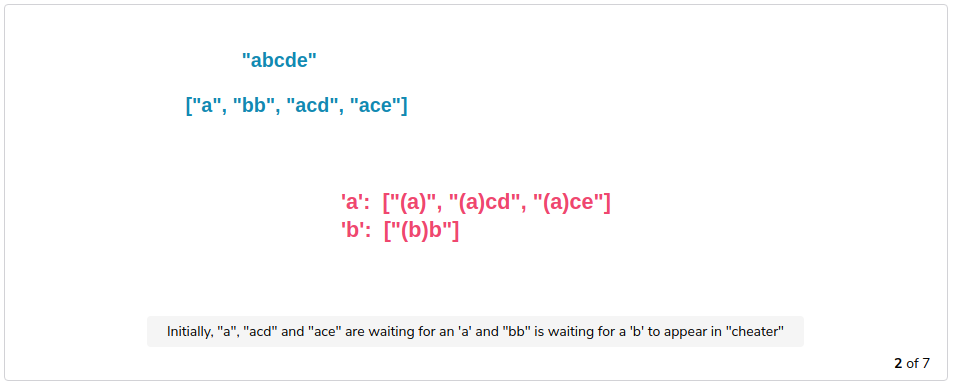 "abcde"
["a", "bb", "acd", "ace"]
'a': ["(a)", "(a)cd", "(a)ce"]
'b': ["(b)b"]
Initially, "a", "acd" and "ace" are waiting for an 'a' and "bb" is waiting for a 'b' to appear in "cheater"
2 of 7